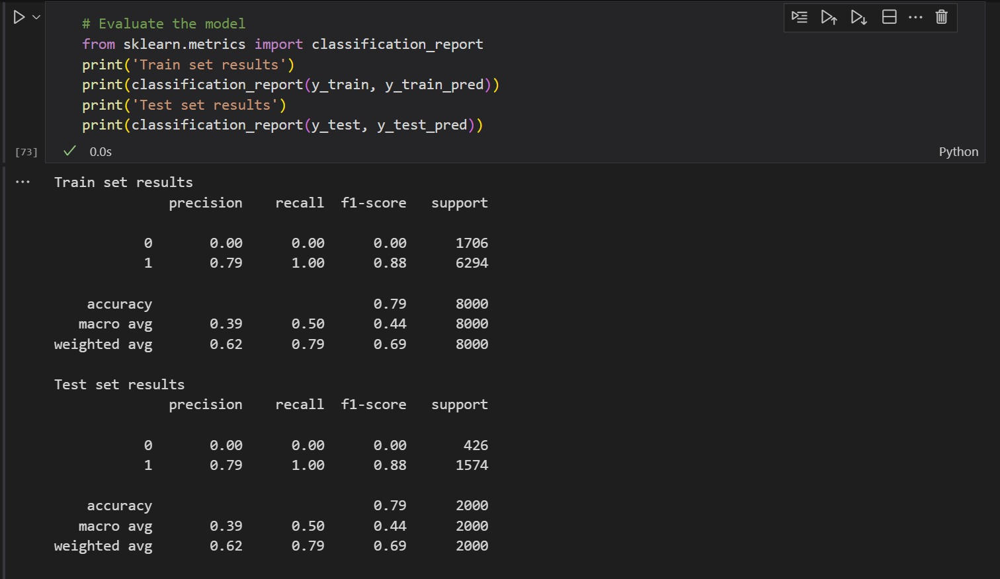 # Evaluate the model
from sklearn.metrics import classification_report
print('Train set results')
print(classification_report(y_train, y_train_pred))
print('Test set results')
print(classification_report(y_test, y_test_pred))
[73] 0.0s Python
Train set results
precision recall f1-score support
0 0.00 0.00 0.00 1706
1 0.79 1.00 0.88 6294
accuracy 0.79 8000
macro avg 0.39 0.50 0.44 8000
weighted avg 0.62 0.79 0.69 8000
Test set results
precision recall f1-score support
0 0.00 0.00 0.00 426
1 0.79 1.00 0.88 1574
accuracy 0.79 2000
macro avg 0.39 0.50 0.44 2000
weighted avg 0.62 0.79 0.69 2000